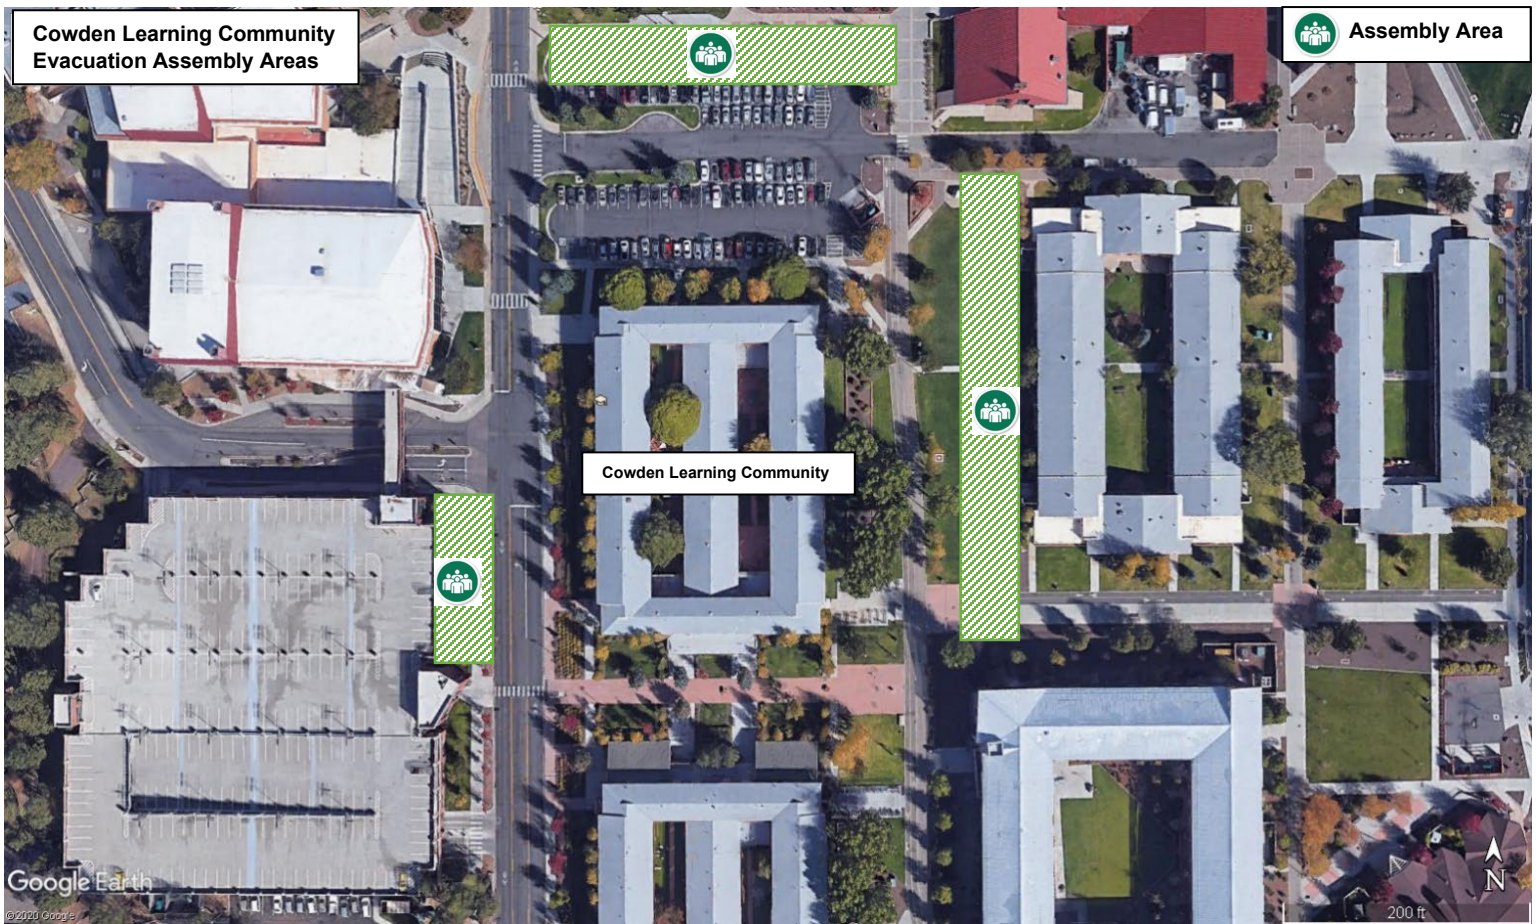 Cowden Learning Community
Evacuation Assembly Areas
Assembly Area
Cowden Learning Community
Google Earth
©2020 Google
N
200 ft